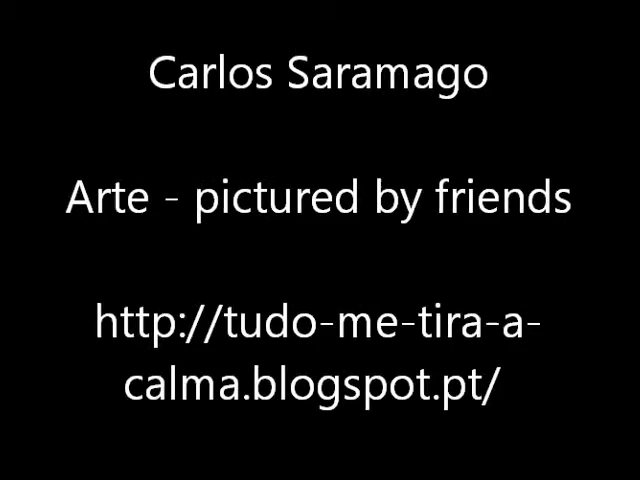 Carlos Saramago
Arte - pictured by friends
http://tudo-me-tira-a-
calma.blogspot.pt/